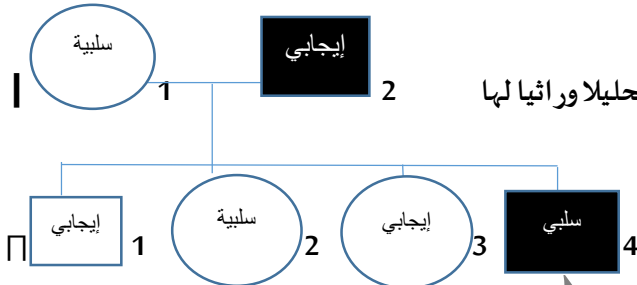 سلبية
إيجابي
I 1 2 حليلا وراثيا لها
إيجابي سلبية إيجابي سلبي
II 1 2 3 4